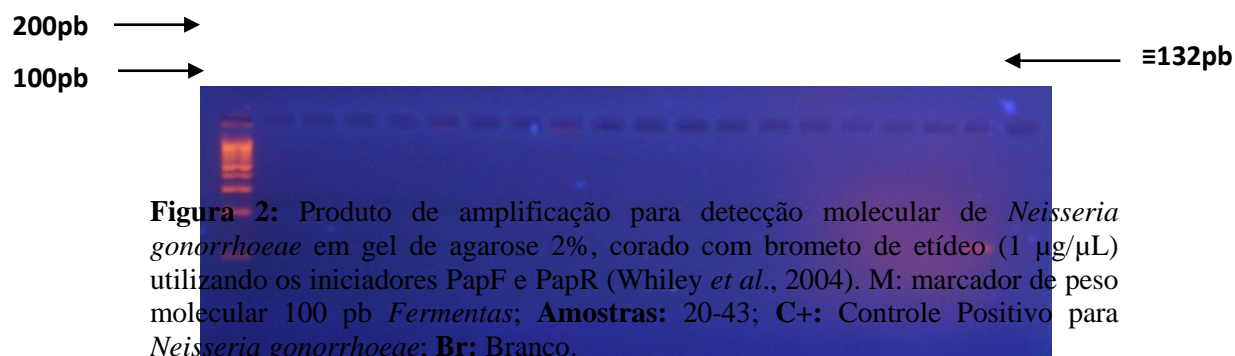 200pb
≡132pb
100pb
Figura 2: Produto de amplificação para detecção molecular de Neisseria
gonorrhoeae em gel de agarose 2%, corado com brometo de etídeo (1 µg/µL)
utilizando os iniciadores PapF e PapR (Whiley et al., 2004). M: marcador de peso
molecular 100 pb Fermentas; Amostras: 20-43; C+: Controle Positivo para
Neisseria gonorrhoeae; Br: Branco.